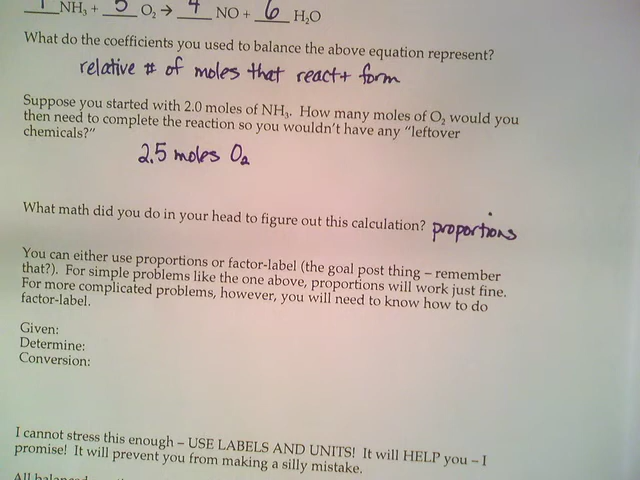 NH₃ + 5 O₂ → 4 NO + 6 H₂O
What do the coefficients you used to balance the above equation represent?
relative # of moles that react + form
Suppose you started with 2.0 moles of NH₃. How many moles of O₂ would you
then need to complete the reaction so you wouldn't have any "leftover
chemicals?"
2.5 moles O₂
What math did you do in your head to figure out this calculation? proportions
You can either use proportions or factor-label (the goal post thing – remember
that?). For simple problems like the one above, proportions will work just fine.
For more complicated problems, however, you will need to know how to do
factor-label.
Given:
Determine:
Conversion:
I cannot stress this enough – USE LABELS AND UNITS! It will HELP you – I
promise! It will prevent you from making a silly mistake.
All